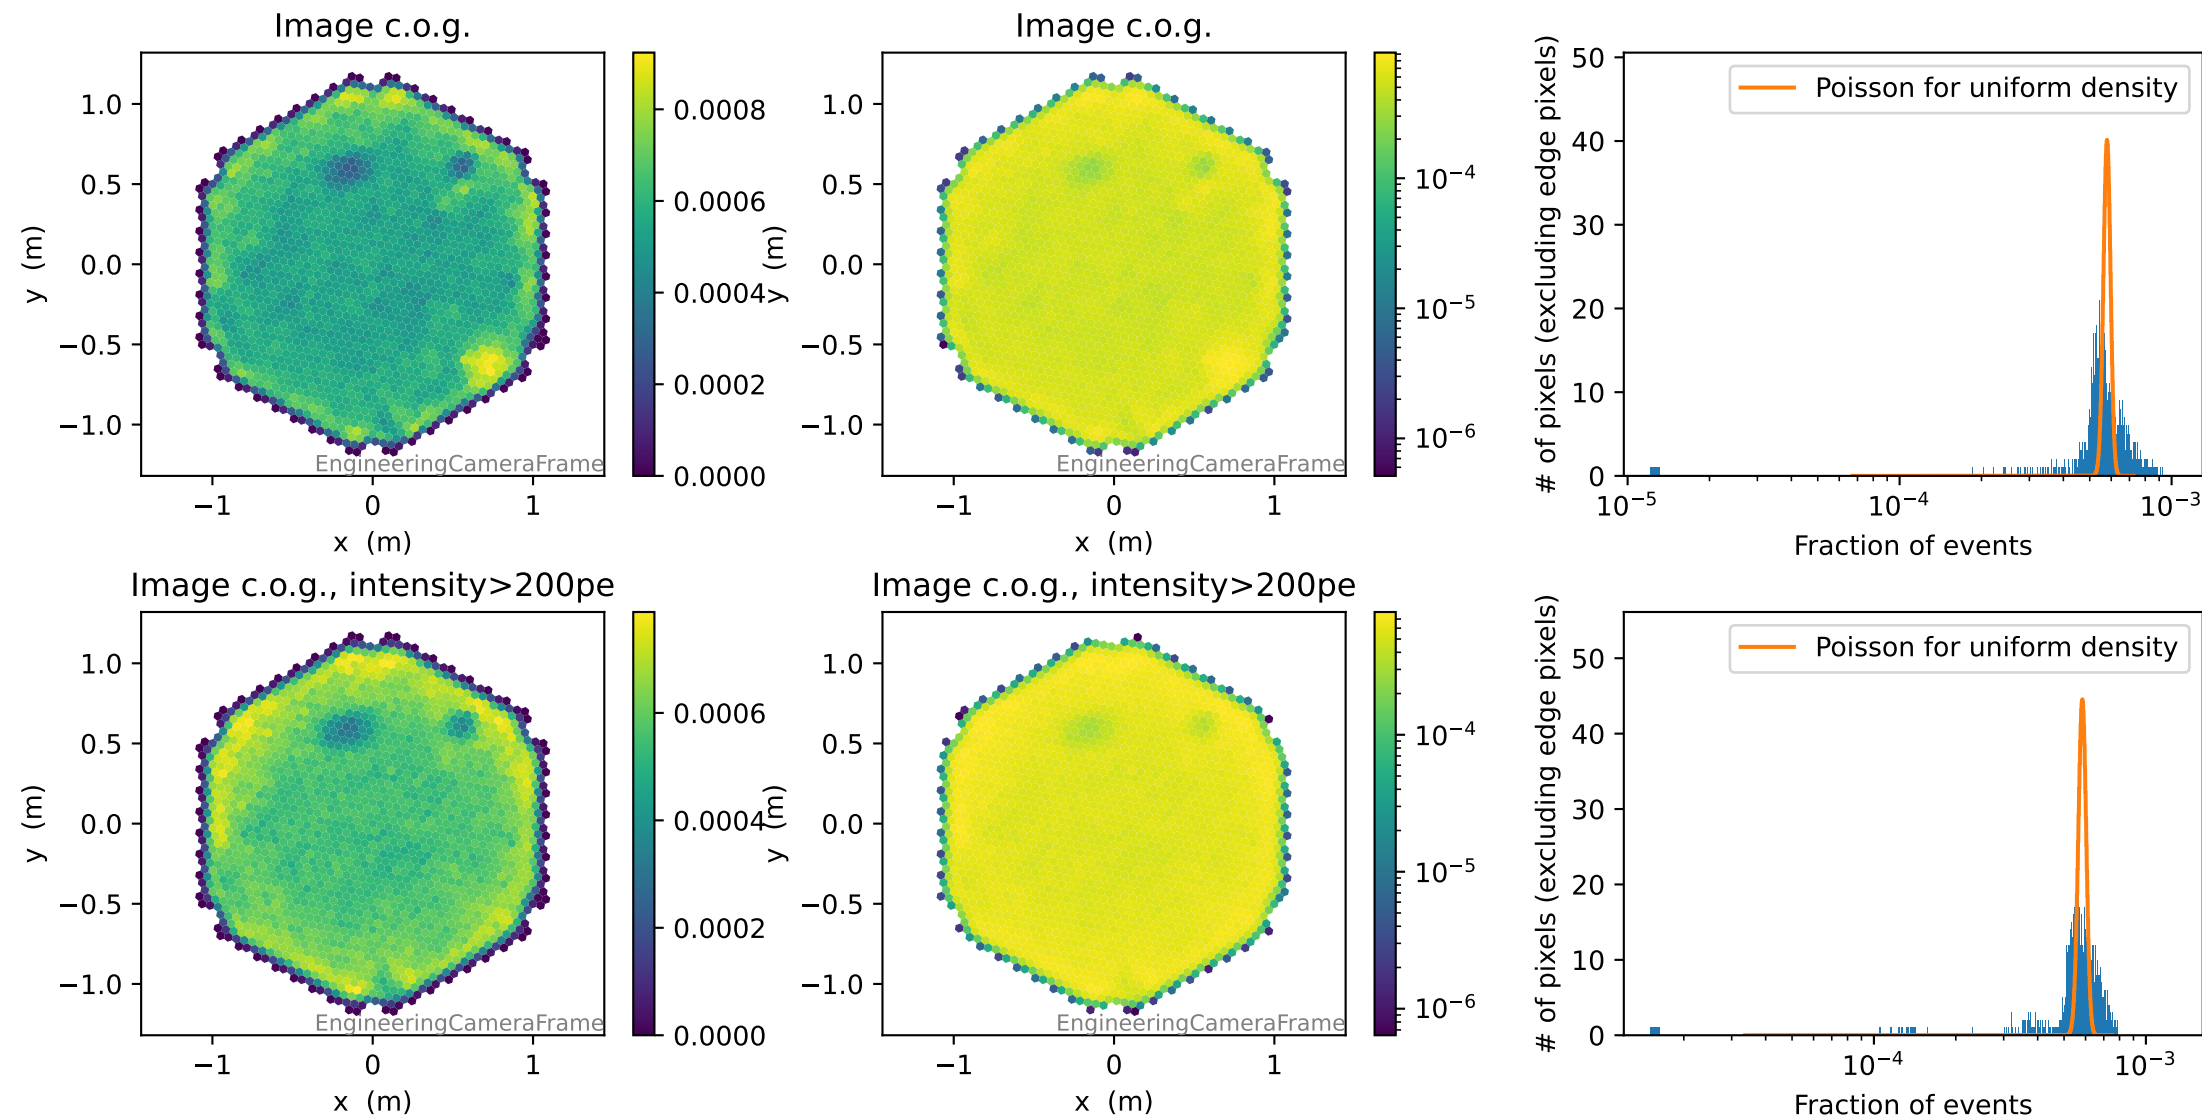 Image c.o.g.
1.0
0.5
0.0
−0.5
−1.0
y (m)
−1
0
1
x (m)
EngineeringCameraFrame
0.0008
0.0006
0.0004
0.0002
0.0000
Image c.o.g.
1.0
0.5
0.0
−0.5
−1.0
y (m)
−1
0
1
x (m)
EngineeringCameraFrame
10⁻⁴
10⁻⁵
10⁻⁶
50
40
30
20
10
0
# of pixels (excluding edge pixels)
Poisson for uniform density
10⁻⁵
10⁻⁴
10⁻³
Fraction of events
Image c.o.g., intensity>200pe
1.0
0.5
0.0
−0.5
−1.0
y (m)
−1
0
1
x (m)
EngineeringCameraFrame
0.0006
0.0004
0.0002
0.0000
Image c.o.g., intensity>200pe
1.0
0.5
0.0
−0.5
−1.0
y (m)
−1
0
1
x (m)
EngineeringCameraFrame
10⁻⁴
10⁻⁵
10⁻⁶
50
40
30
20
10
0
# of pixels (excluding edge pixels)
Poisson for uniform density
10⁻⁴
10⁻³
Fraction of events